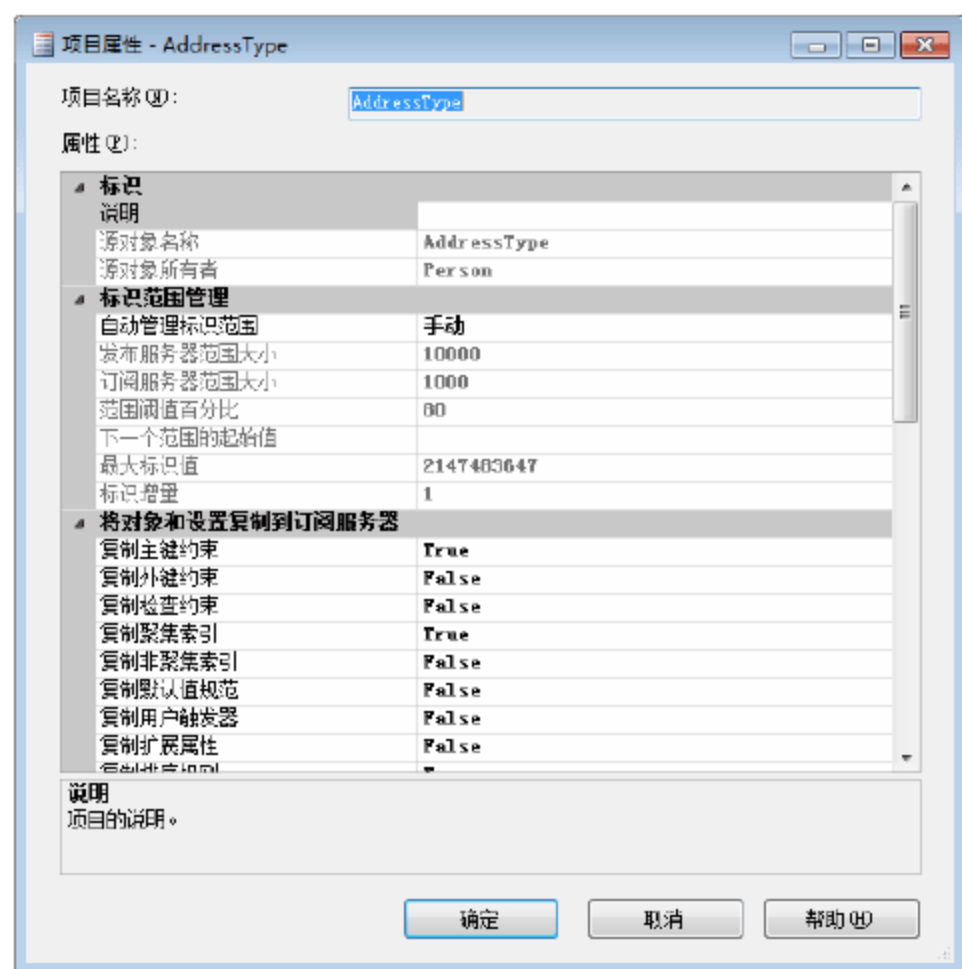 项目属性 - AddressType
项目名称(N):
AddressType
属性(P):
标识
说明
源对象名称 AddressType
源对象所有者 Person
标识范围管理
自动管理标识范围 手动
发布服务器范围大小 10000
订阅服务器范围大小 1000
范围阈值百分比 80
下一个范围的起始值
最大标识值 2147483647
标识增量 1
将对象和设置复制到订阅服务器
复制主键约束 True
复制外键约束 False
复制检查约束 False
复制聚集索引 True
复制非聚集索引 False
复制默认值规范 False
复制用户触发器 False
复制扩展属性 False
说明
项目的说明。
确定 取消 帮助(H)